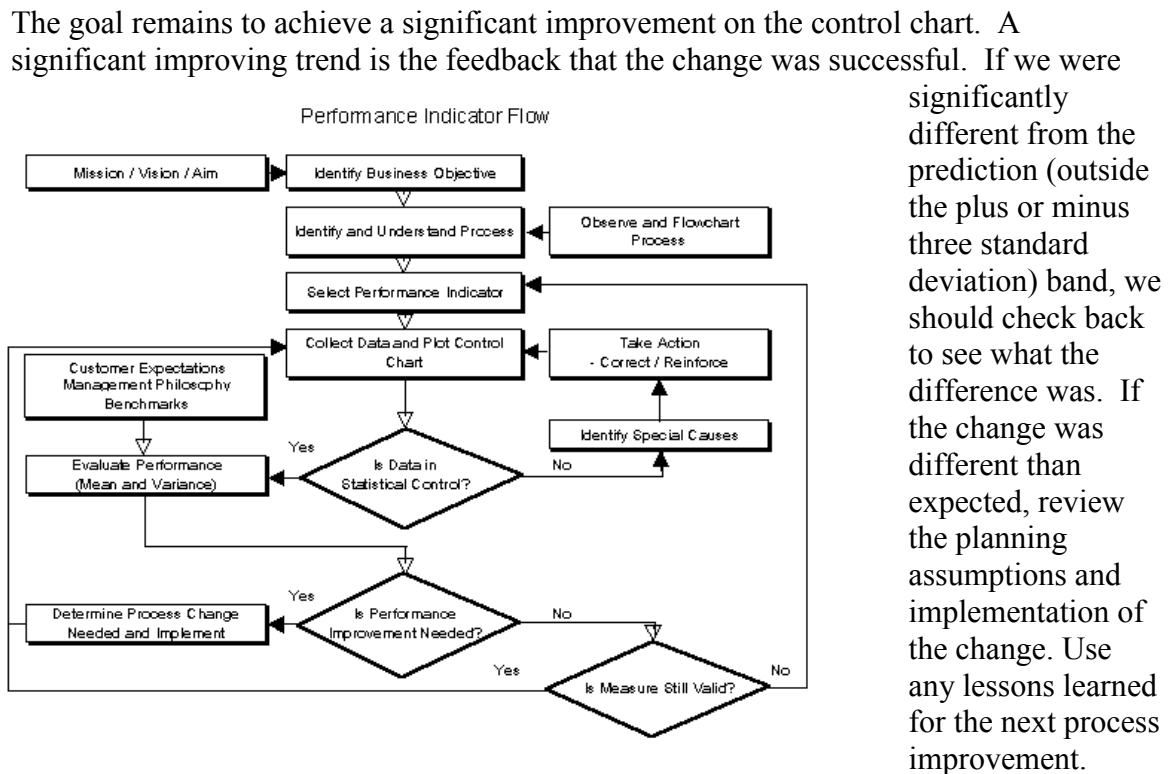 The goal remains to achieve a significant improvement on the control chart.  A
significant improving trend is the feedback that the change was successful.  If we were
significantly
different from the
prediction (outside
the plus or minus
three standard
deviation) band, we
should check back
to see what the
difference was.  If
the change was
different than
expected, review
the planning
assumptions and
implementation of
the change. Use
any lessons learned
for the next process
improvement.
Performance Indicator Flow
Mission / Vision / Aim
Identify Business Objective
Identify and Understand Process
Observe and Flowchart
Process
Select Performance Indicator
Collect Data and Plot Control
Chart
Take Action
- Correct / Reinforce
Customer Expectations
Management Philosophy
Benchmarks
Identify Special Causes
Yes
Is Data in
Statistical Control?
No
Evaluate Performance
(Mean and Variance)
Yes
Is Performance
Improvement Needed?
No
Determine Process Change
Needed and Implement
Yes
Is Measure Still Valid?
No